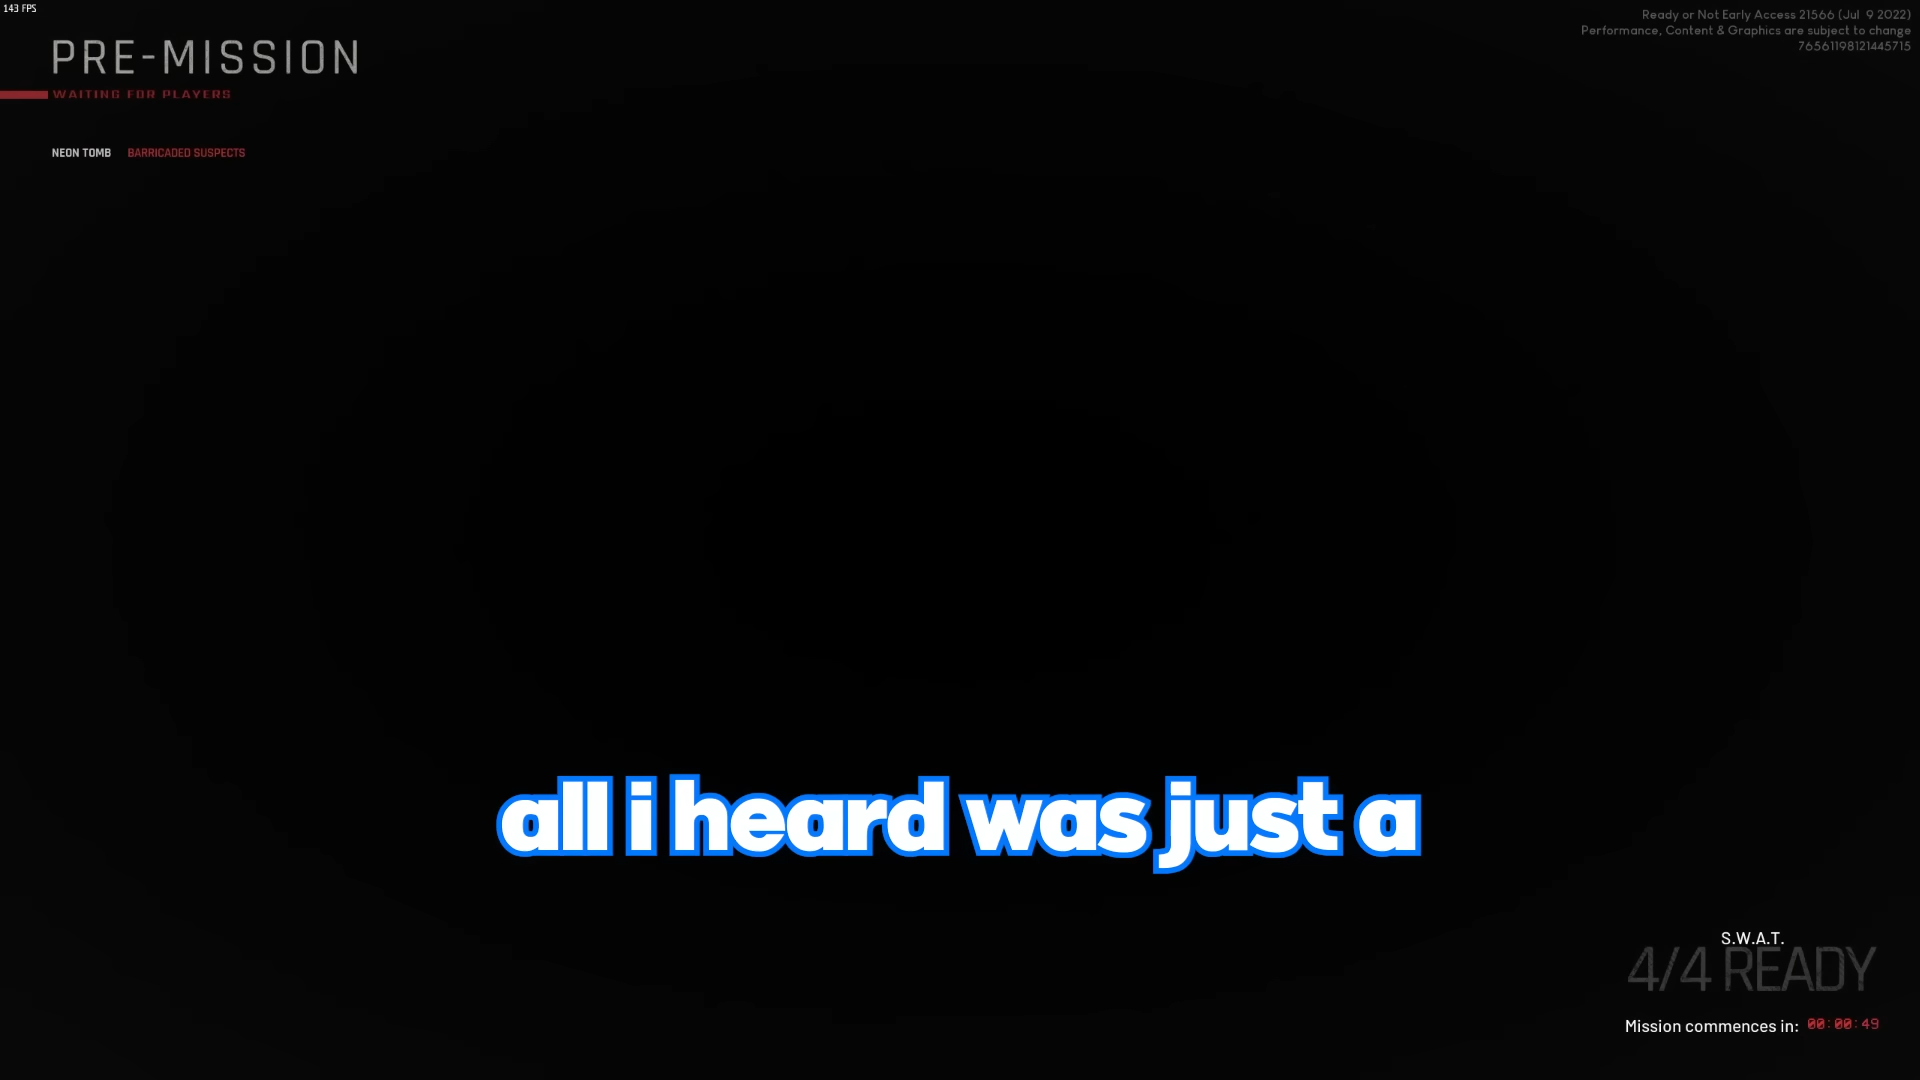 143 FPS
Ready or Not Early Access 21566 (Jul 9 2022)
Performance, Content & Graphics are subject to change
76561198121445715
PRE-MISSION
WAITING FOR PLAYERS
NEON TOMB BARRICADED SUSPECTS
all i heard was just a
S.W.A.T.
4/4 READY
Mission commences in: 00:00:49